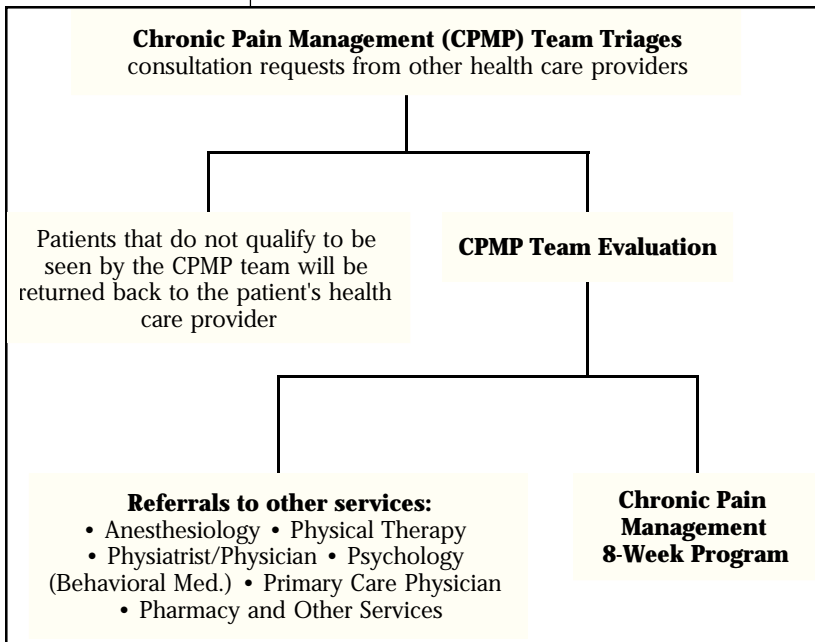 Chronic Pain Management (CPMP) Team Triages
consultation requests from other health care providers
Patients that do not qualify to be
seen by the CPMP team will be
returned back to the patient's health
care provider
CPMP Team Evaluation
Referrals to other services:
• Anesthesiology • Physical Therapy
• Physiatrist/Physician • Psychology
(Behavioral Med.) • Primary Care Physician
• Pharmacy and Other Services
Chronic Pain
Management
8-Week Program